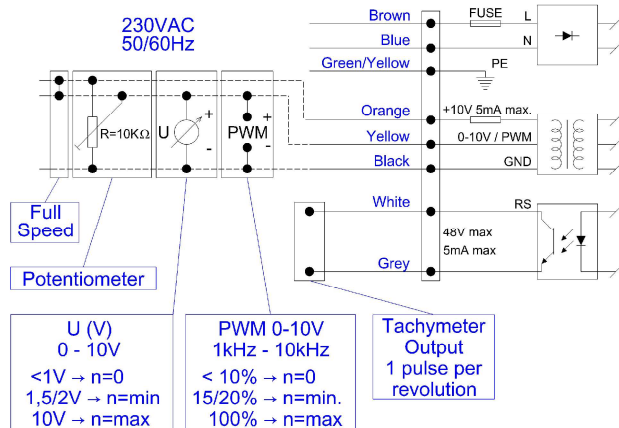 230VAC
50/60Hz
Brown
FUSE
L
Blue
N
Green/Yellow
PE
Orange
+10V 5mA max.
Yellow
0-10V / PWM
Black
GND
R=10KΩ
U
+
-
PWM
+
-
White
RS
48V max
5mA max
Grey
Full
Speed
Potentiometer
U (V)
0 - 10V
<1V → n=0
1,5/2V → n=min
10V → n=max
PWM 0-10V
1kHz - 10kHz
< 10% → n=0
15/20% → n=min.
100% → n=max
Tachymeter
Output
1 pulse per
revolution